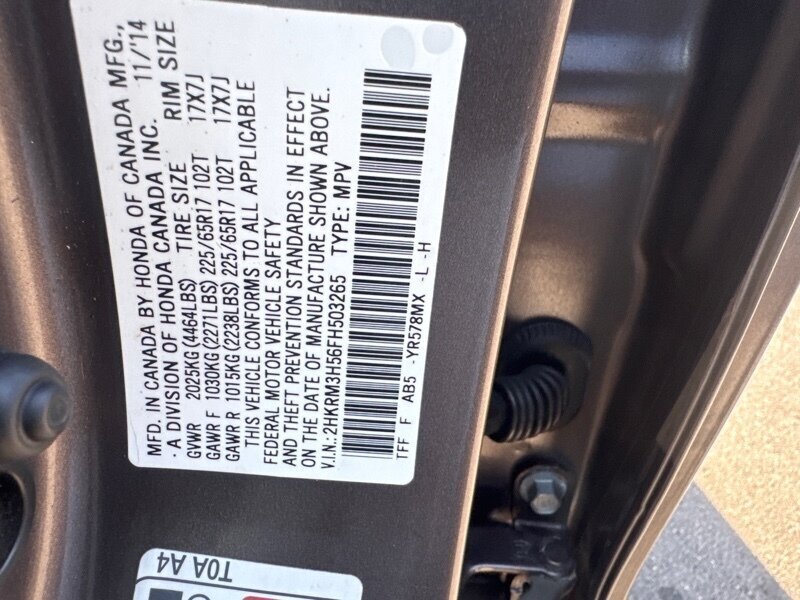 MFD. IN CANADA BY HONDA OF CANADA MFG.,
· A DIVISION OF HONDA CANADA INC. 11/'14
GVWR 2025KG (4464LBS) TIRE SIZE RIM SIZE
GAWR F 1030KG (2271LBS) 225/65R17 102T 17X7J
GAWR R 1015KG (2238LBS) 225/65R17 102T 17X7J
THIS VEHICLE CONFORMS TO ALL APPLICABLE
FEDERAL MOTOR VEHICLE SAFETY
AND THEFT PREVENTION STANDARDS IN EFFECT
ON THE DATE OF MANUFACTURE SHOWN ABOVE.
V.I.N.:2HKRM3H56FH503265 TYPE: MPV
TFF F AB5 -YR578MX -L -H
T0A A4